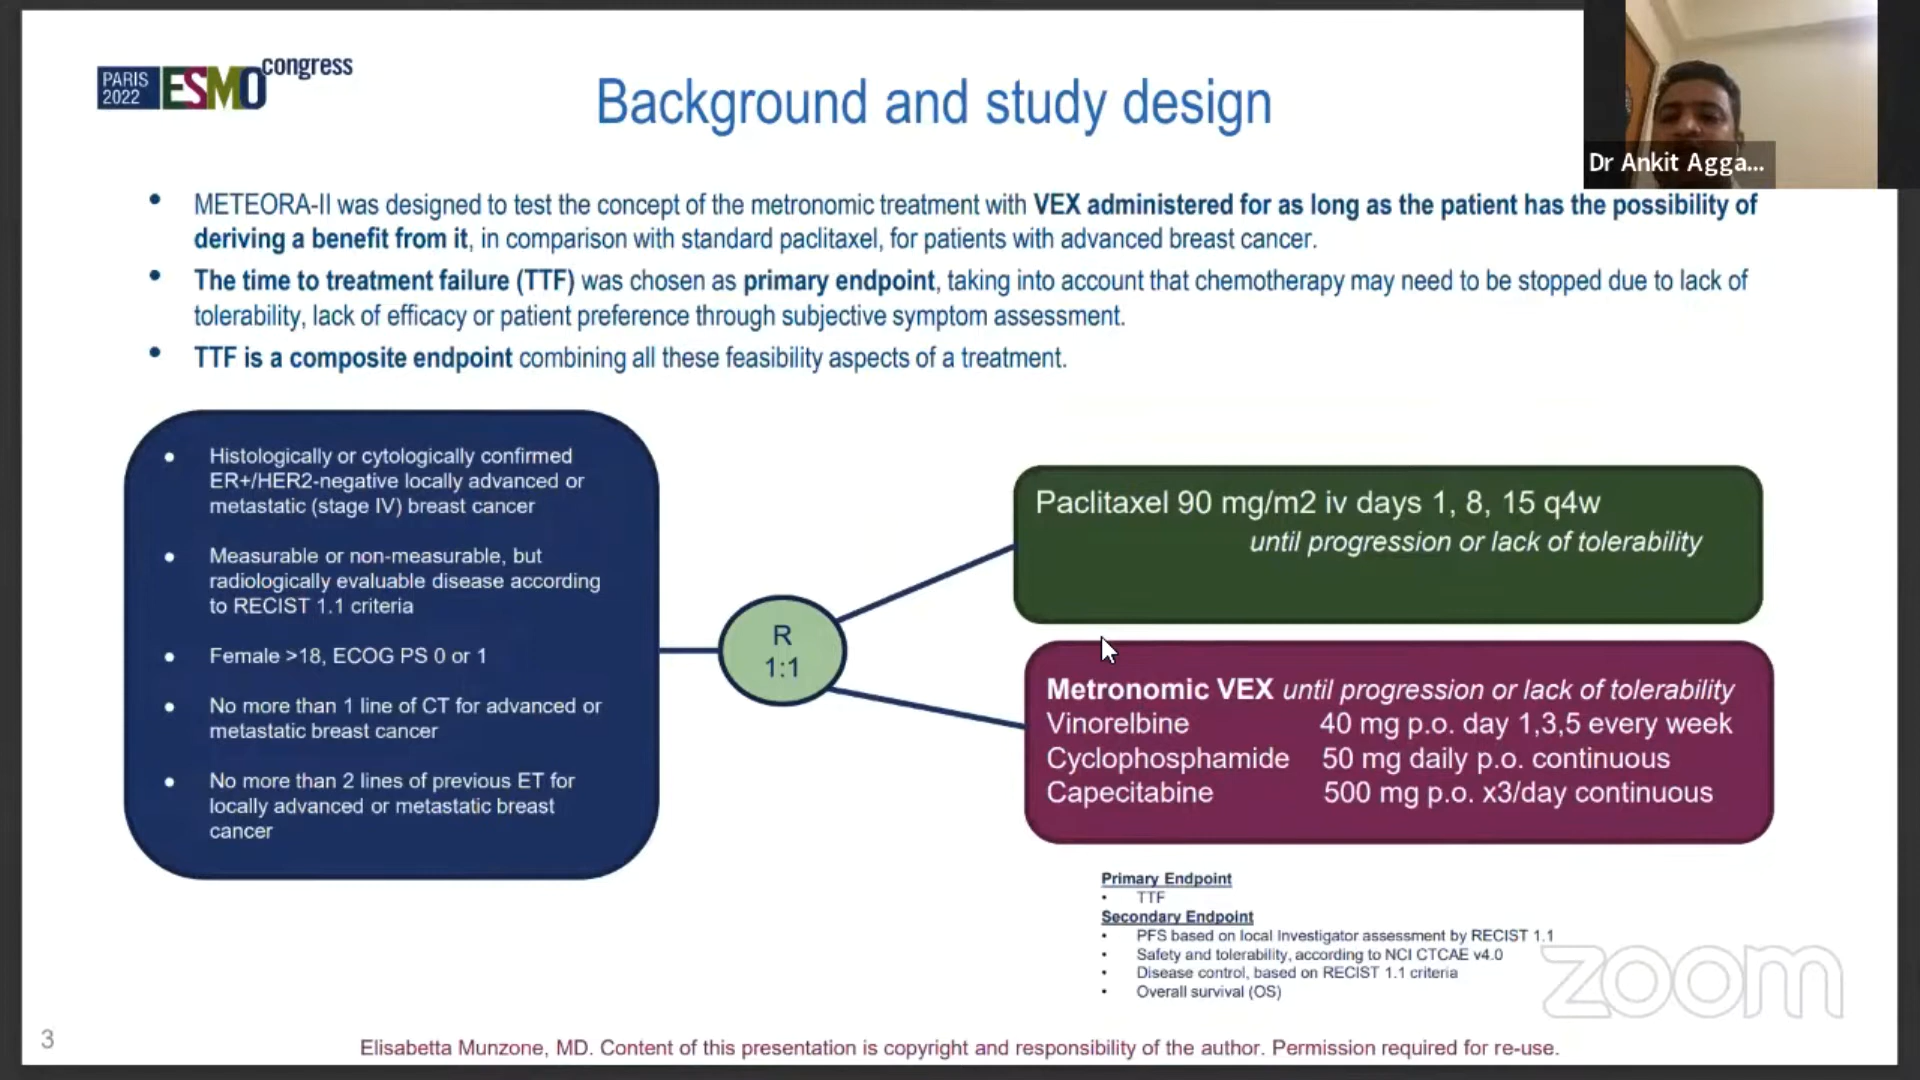 PARIS 2022 ESMO congress
Background and study design
Dr Ankit Agga...
• METEORA-II was designed to test the concept of the metronomic treatment with VEX administered for as long as the patient has the possibility of
deriving a benefit from it, in comparison with standard paclitaxel, for patients with advanced breast cancer.
• The time to treatment failure (TTF) was chosen as primary endpoint, taking into account that chemotherapy may need to be stopped due to lack of
tolerability, lack of efficacy or patient preference through subjective symptom assessment.
• TTF is a composite endpoint combining all these feasibility aspects of a treatment.
• Histologically or cytologically confirmed
ER+/HER2-negative locally advanced or
metastatic (stage IV) breast cancer
• Measurable or non-measurable, but
radiologically evaluable disease according
to RECIST 1.1 criteria
• Female >18, ECOG PS 0 or 1
• No more than 1 line of CT for advanced or
metastatic breast cancer
• No more than 2 lines of previous ET for
locally advanced or metastatic breast
cancer
R
1:1
Paclitaxel 90 mg/m2 iv days 1, 8, 15 q4w
until progression or lack of tolerability
Metronomic VEX until progression or lack of tolerability
Vinorelbine 40 mg p.o. day 1,3,5 every week
Cyclophosphamide 50 mg daily p.o. continuous
Capecitabine 500 mg p.o. x3/day continuous
Primary Endpoint
• TTF
Secondary Endpoint
• PFS based on local Investigator assessment by RECIST 1.1
• Safety and tolerability, according to NCI CTCAE v4.0
• Disease control, based on RECIST 1.1 criteria
• Overall survival (OS)
zoom
3
Elisabetta Munzone, MD. Content of this presentation is copyright and responsibility of the author. Permission required for re-use.